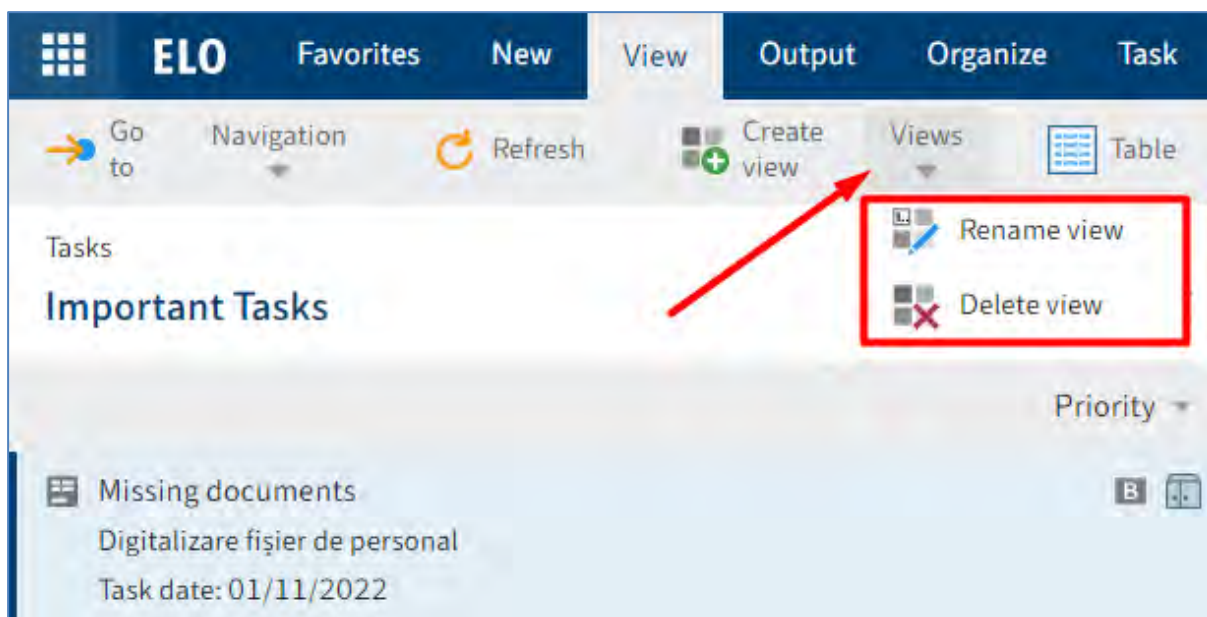 ELO Favorites New View Output Organize Task
Go to Navigation Refresh Create view Views Table
Rename view
Tasks
Important Tasks
Delete view
Priority
Missing documents B
Digitalizare fișier de personal
Task date: 01/11/2022